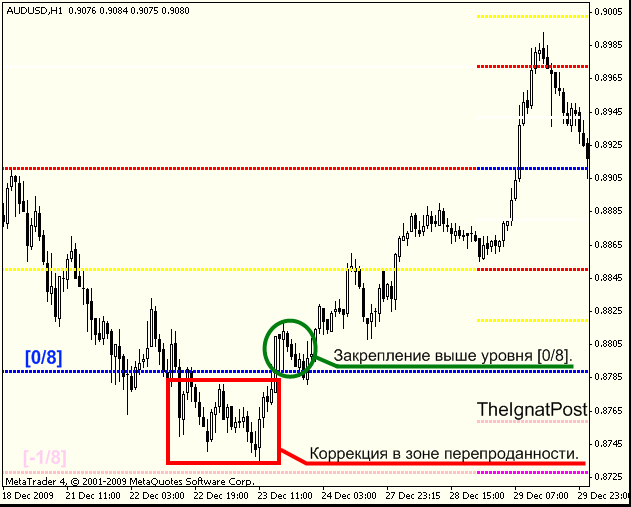 AUDUSD,H1 0.9076 0.9084 0.9075 0.9080
0.9005
0.8985
0.8965
0.8945
0.8925
0.8905
0.8885
0.8865
0.8845
0.8825
0.8805
[0/8]
Закрепление выше уровня [0/8].
0.8785
TheIgnatPost
0.8765
[-1/8]
Коррекция в зоне перепроданности.
0.8745
0.8725
MetaTrader 4, © 2001-2009 MetaQuotes Software Corp.
18 Dec 2009 21 Dec 11:00 22 Dec 03:00 22 Dec 19:00 23 Dec 11:00 24 Dec 03:00 27 Dec 23:15 28 Dec 15:00 29 Dec 07:00 29 Dec 23:00